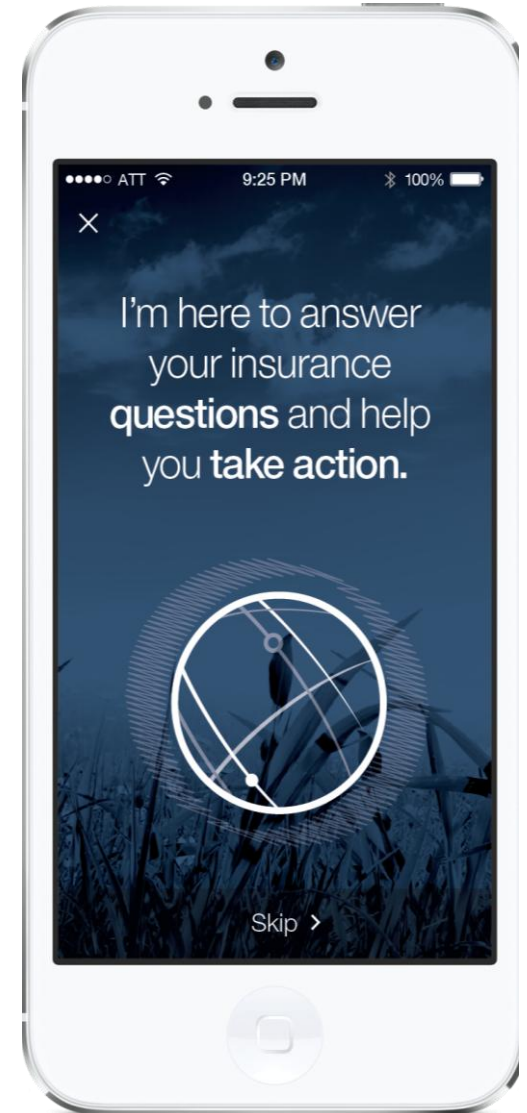 ATT 9:25 PM 100%
I'm here to answer
your insurance
questions and help
you take action.
Skip >